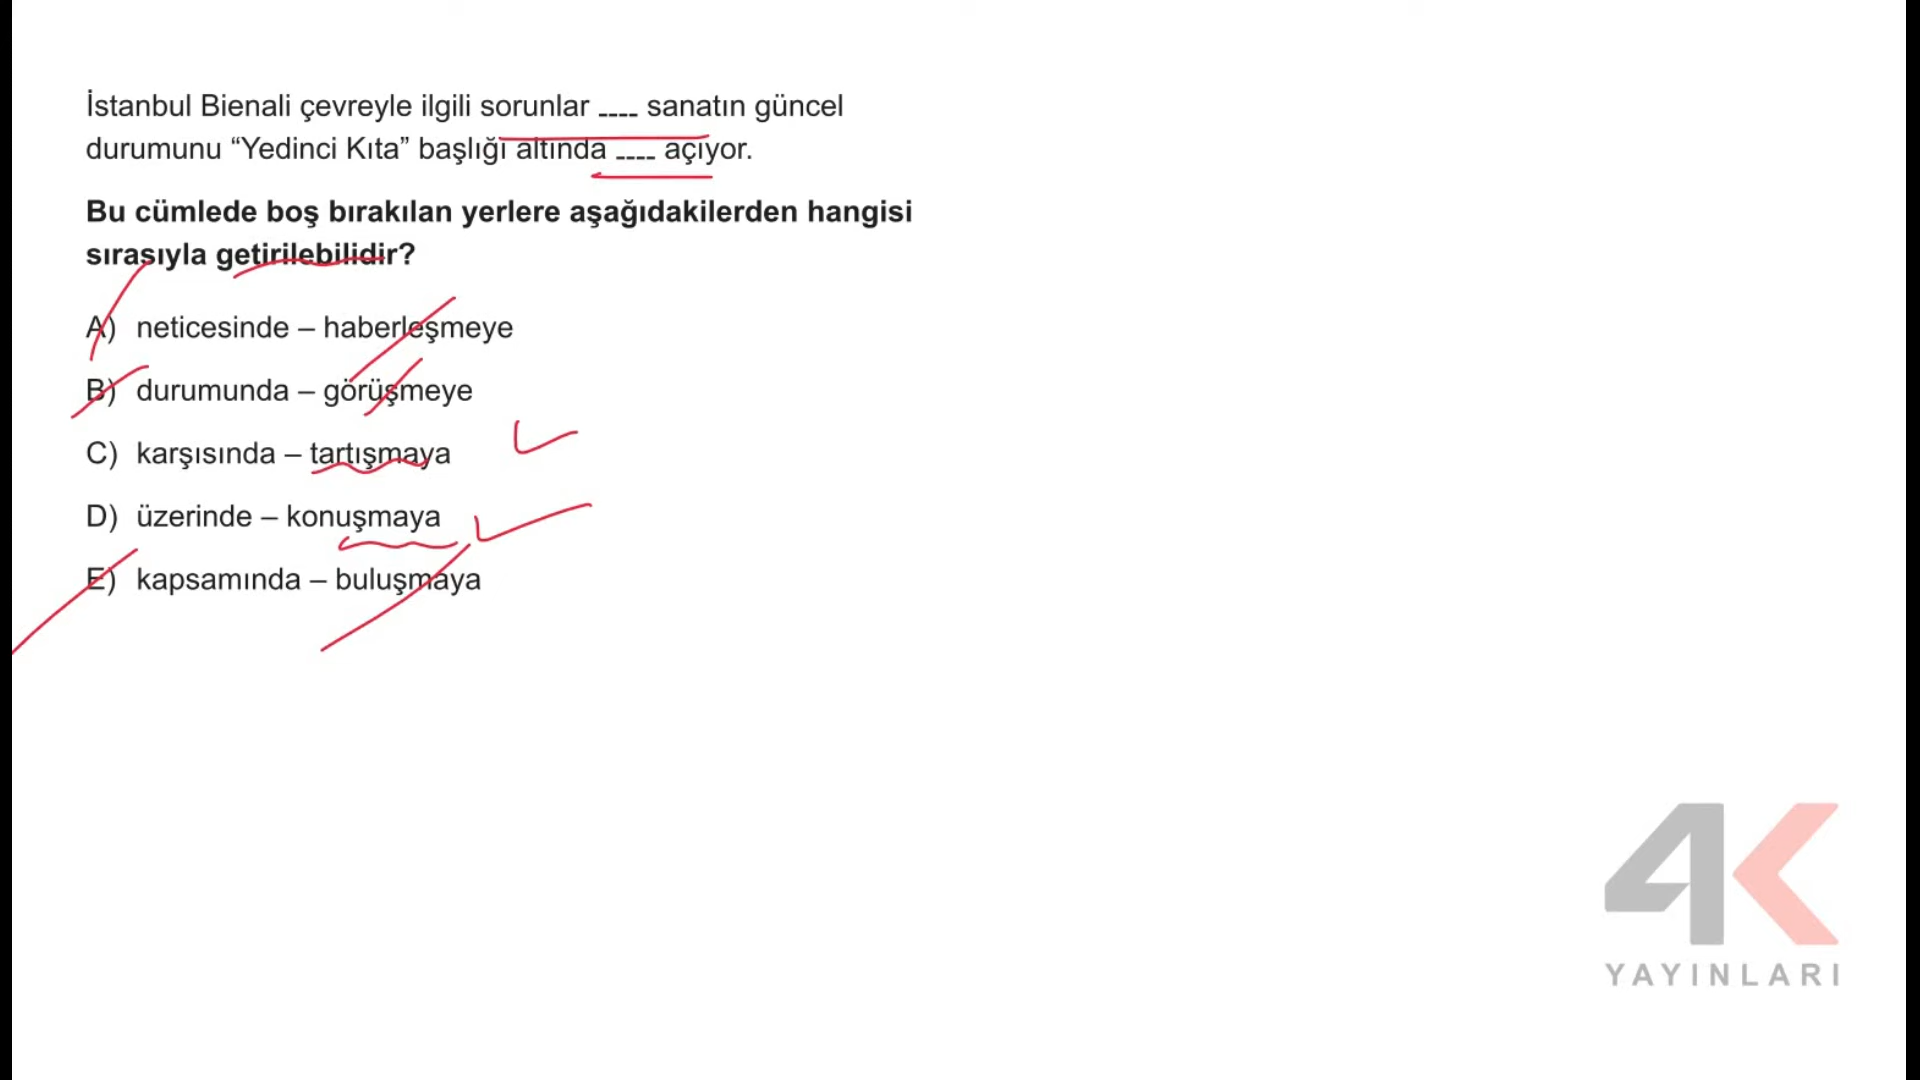 İstanbul Bienali çevreyle ilgili sorunlar ---- sanatın güncel
durumunu “Yedinci Kıta” başlığı altında ---- açıyor.
Bu cümlede boş bırakılan yerlere aşağıdakilerden hangisi
sırasıyla getirilebilidir?
A) neticesinde – haberleşmeye
B) durumunda – görüşmeye
C) karşısında – tartışmaya
D) üzerinde – konuşmaya
E) kapsamında – buluşmaya
4K
YAYINLARI